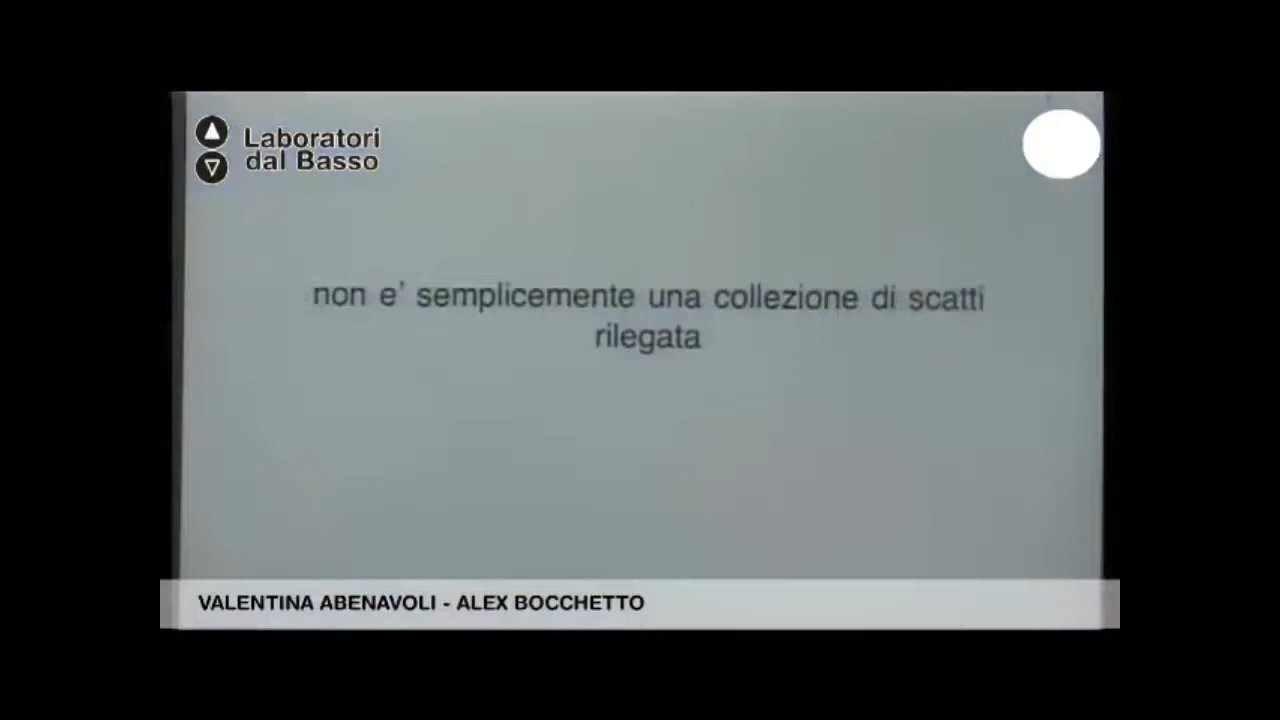 Laboratori
dal Basso
non e' semplicemente una collezione di scatti
rilegata
VALENTINA ABENAVOLI - ALEX BOCCHETTO